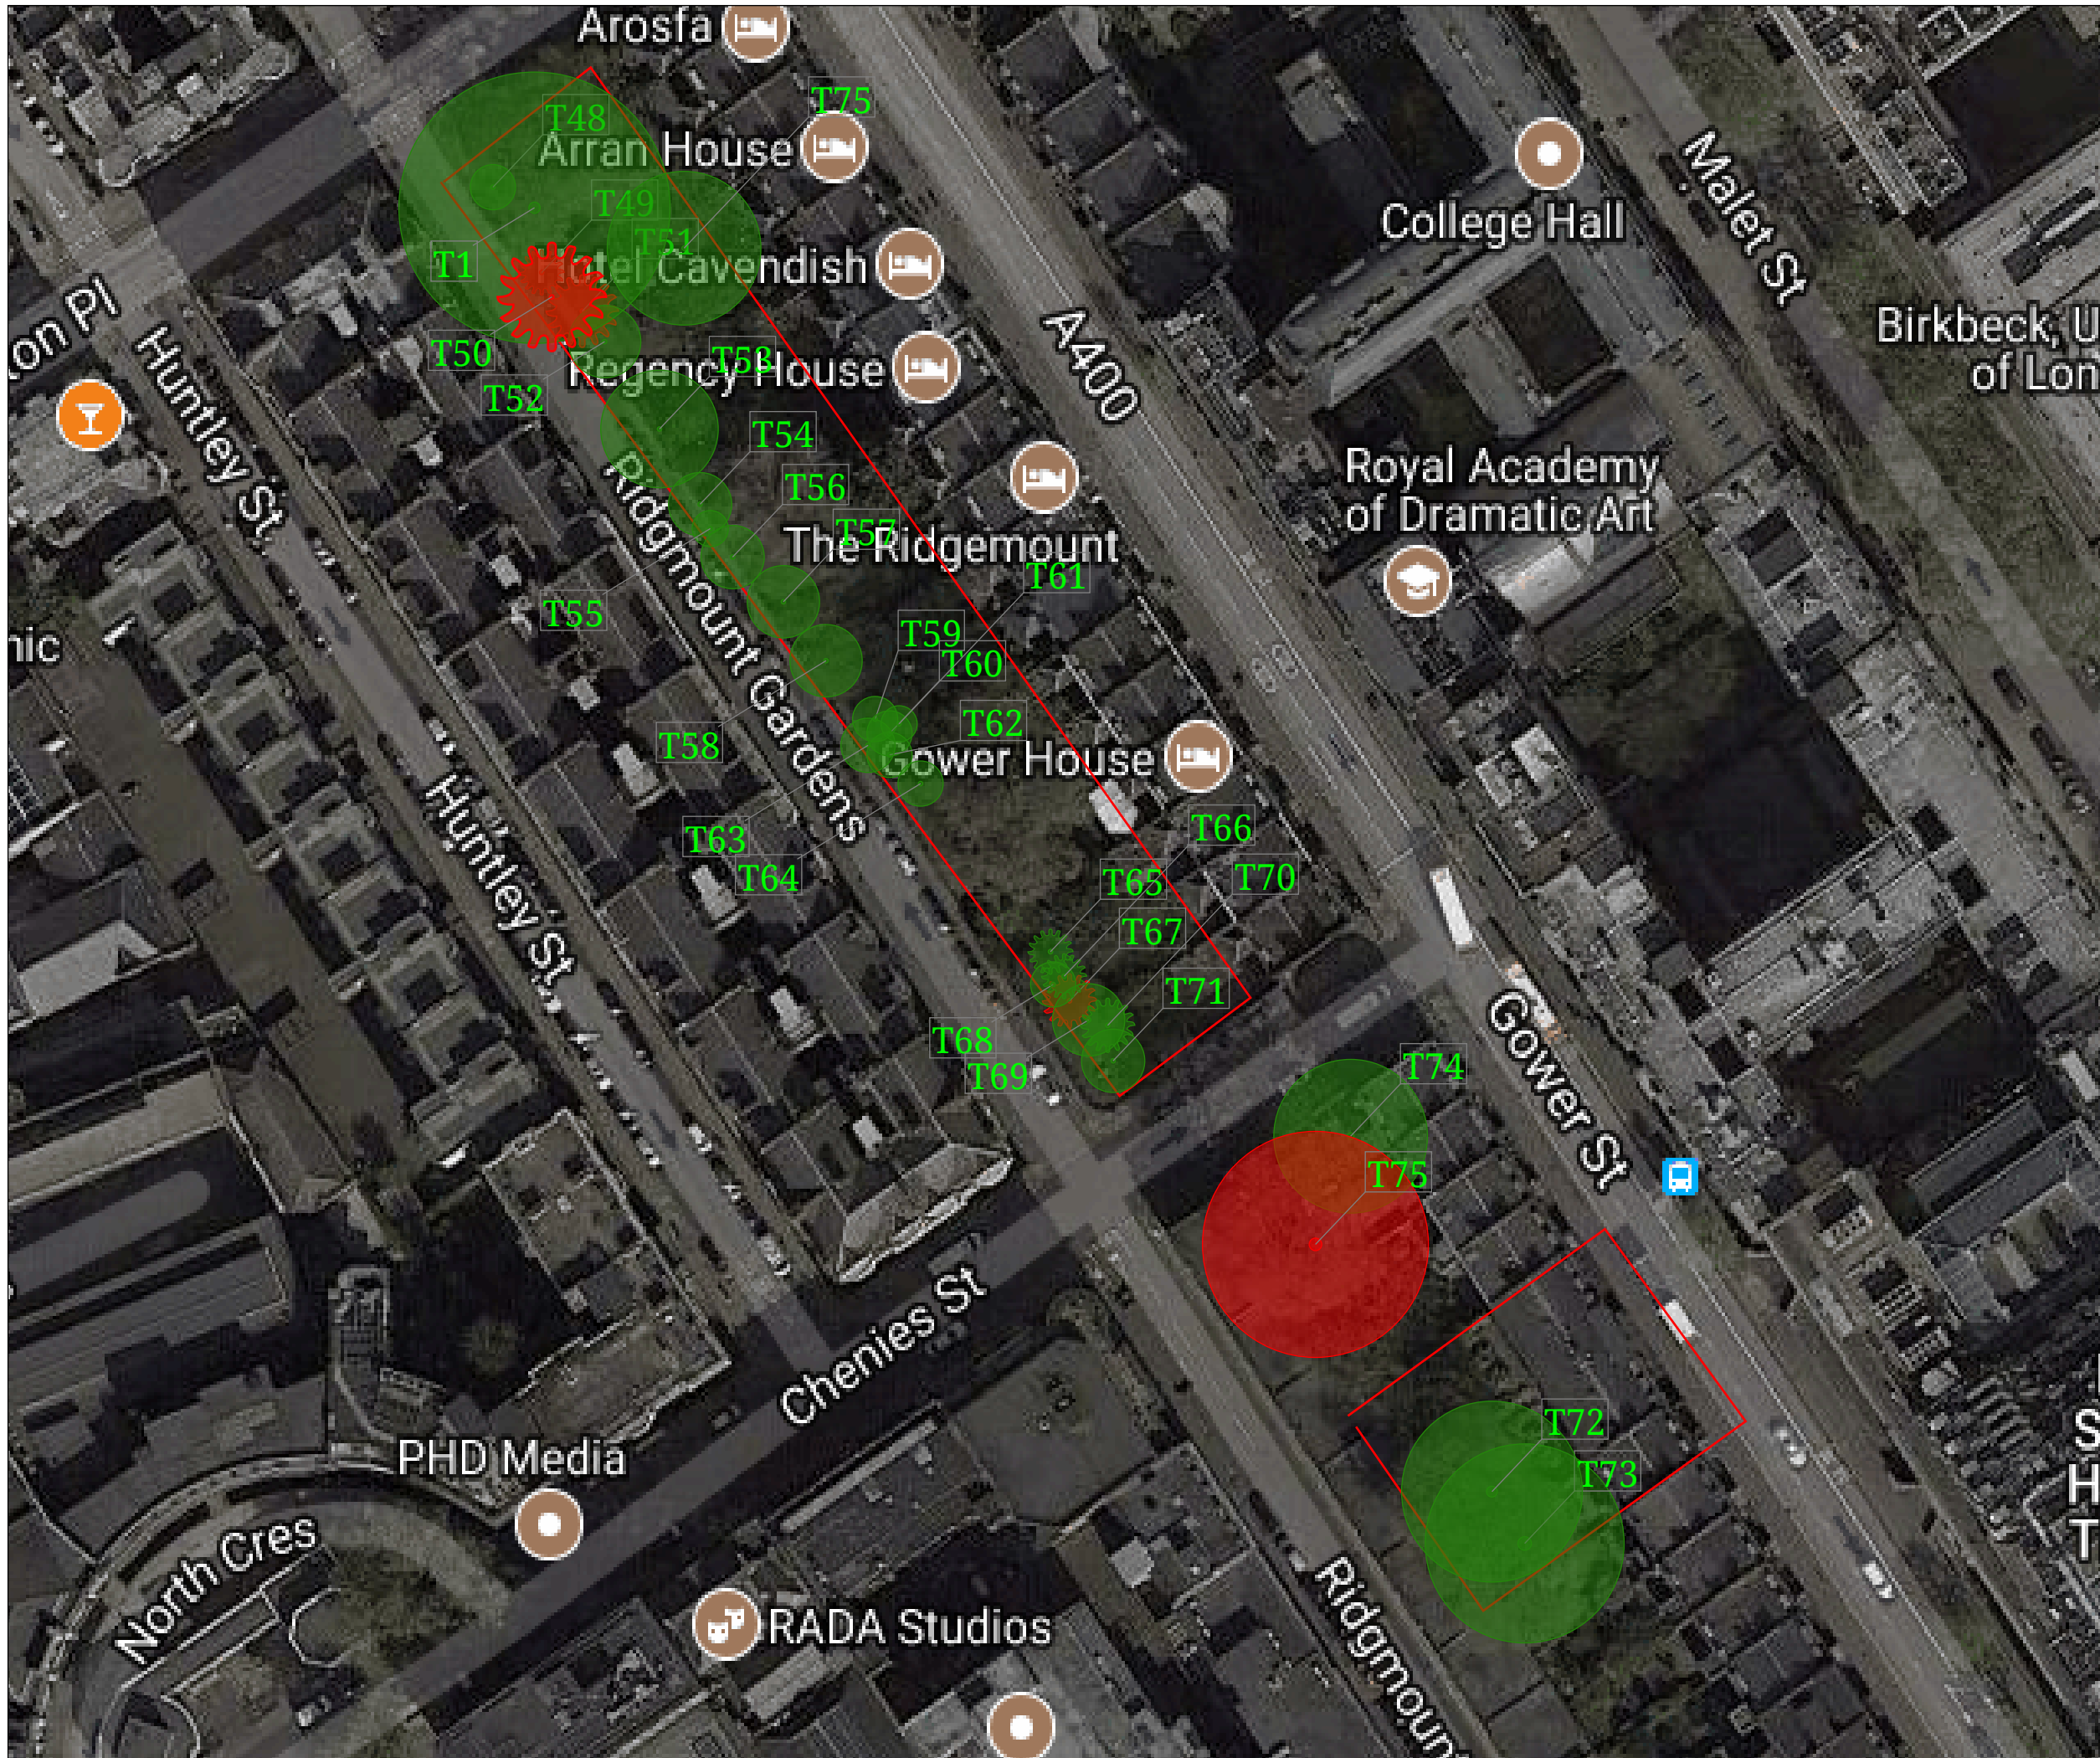 Arosfa
T75
T48
Arran House
Malet St
T49
College Hall
T51
T1
Hotel Cavendish
on Pl
Huntley St
T50
T52
T53
Regency House
A400
Birkbeck, U
of Lon
T54
Royal Academy
of Dramatic Art
T56
T57
The Ridgemount
T61
T55
Ridgmount Gardens
T59
T60
nic
T62
T58
Gower House
Huntley St
T63
T64
T66
T65
T70
T67
T71
T68
T69
Gower St
T74
T75
Chenies St
T72
T73
PHD Media
S
H
T
North Cres
RADA Studios
Ridgmount